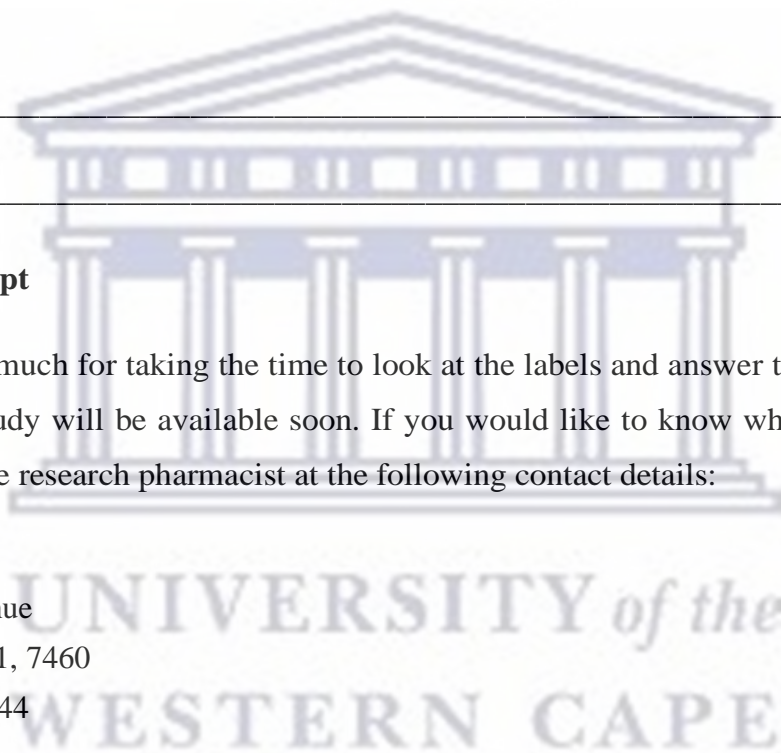 pt
much for taking the time to look at the labels and answer t
udy will be available soon. If you would like to know wh
e research pharmacist at the following contact details:
nue
UNIVERSITY of the
1, 7460
44
WESTERN CAPE